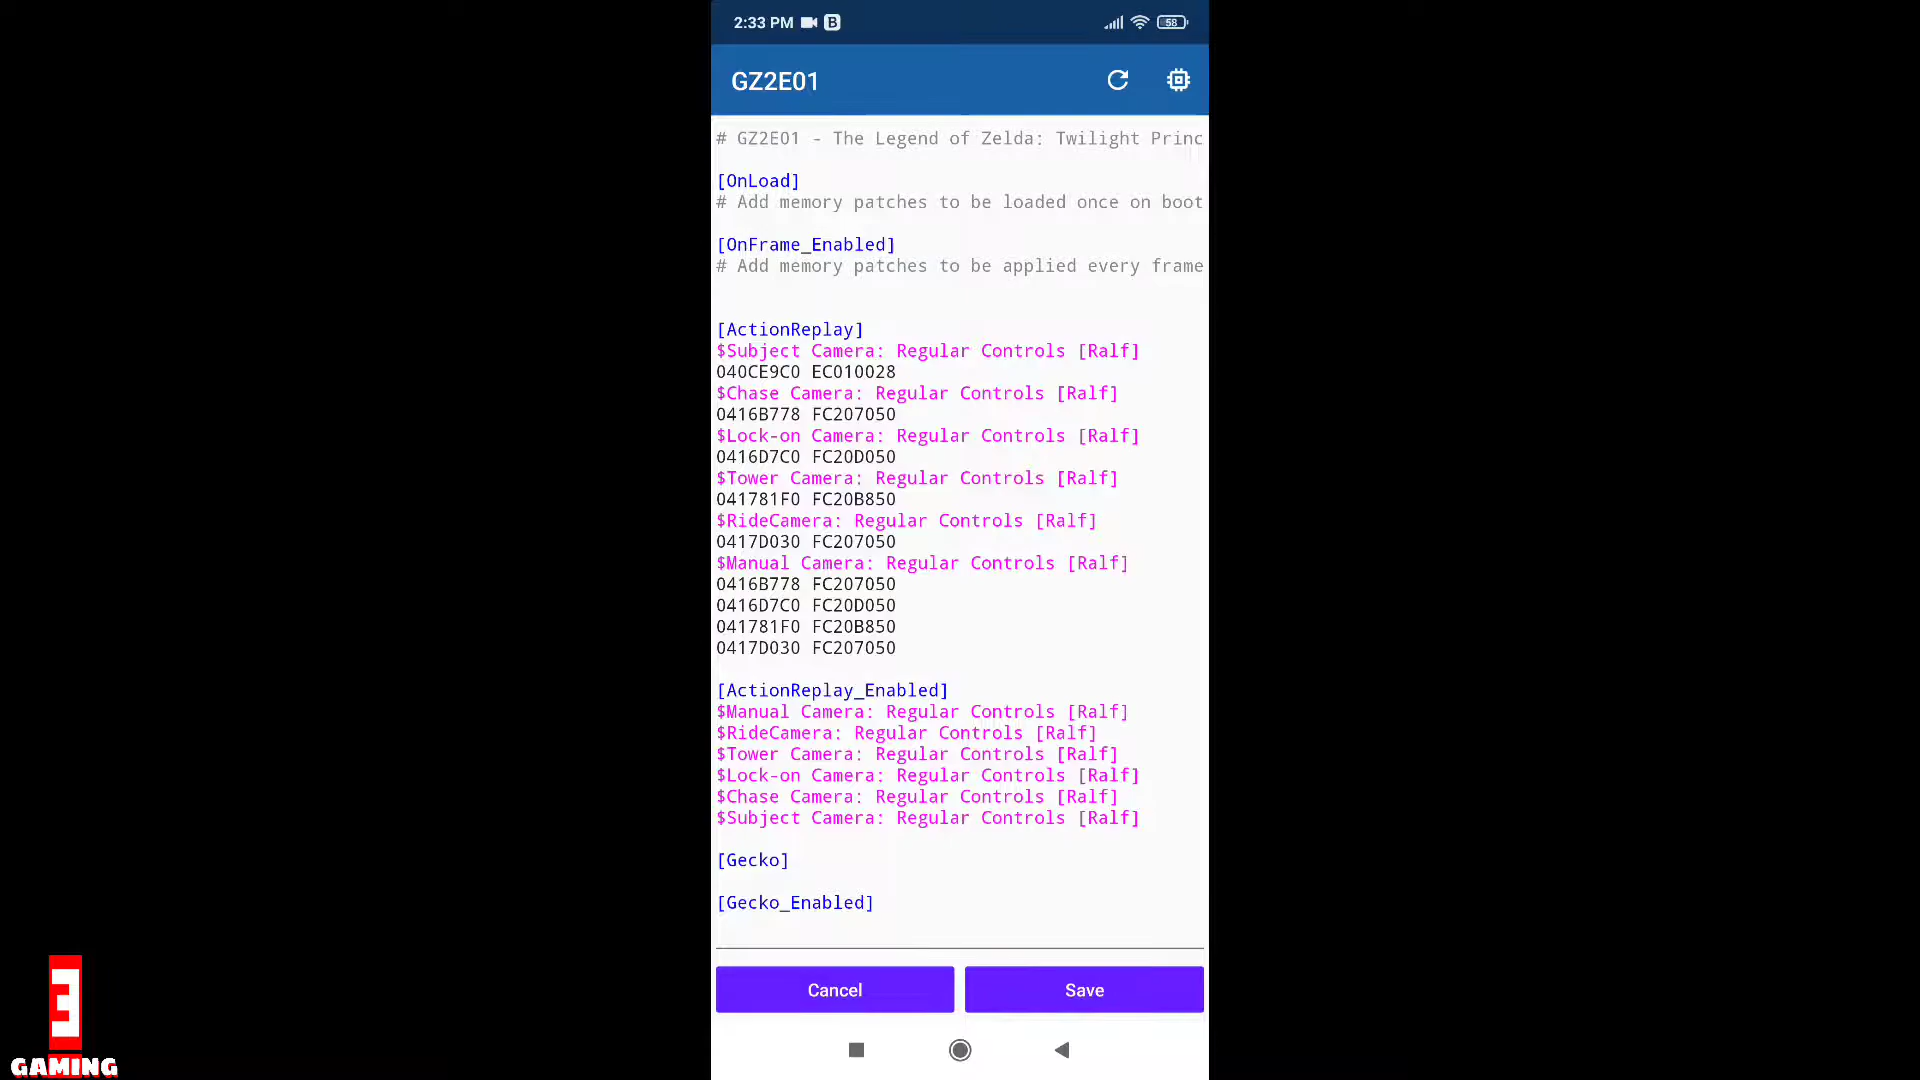 2:33 PM B 58
GZ2E01
# GZ2E01 - The Legend of Zelda: Twilight Princ
[OnLoad]
# Add memory patches to be loaded once on boot
[OnFrame_Enabled]
# Add memory patches to be applied every frame
[ActionReplay]
$Subject Camera: Regular Controls [Ralf]
040CE9C0 EC010028
$Chase Camera: Regular Controls [Ralf]
0416B778 FC207050
$Lock-on Camera: Regular Controls [Ralf]
0416D7C0 FC20D050
$Tower Camera: Regular Controls [Ralf]
041781F0 FC20B850
$RideCamera: Regular Controls [Ralf]
0417D030 FC207050
$Manual Camera: Regular Controls [Ralf]
0416B778 FC207050
0416D7C0 FC20D050
041781F0 FC20B850
0417D030 FC207050
[ActionReplay_Enabled]
$Manual Camera: Regular Controls [Ralf]
$RideCamera: Regular Controls [Ralf]
$Tower Camera: Regular Controls [Ralf]
$Lock-on Camera: Regular Controls [Ralf]
$Chase Camera: Regular Controls [Ralf]
$Subject Camera: Regular Controls [Ralf]
[Gecko]
[Gecko_Enabled]
Cancel Save
3
GAMING